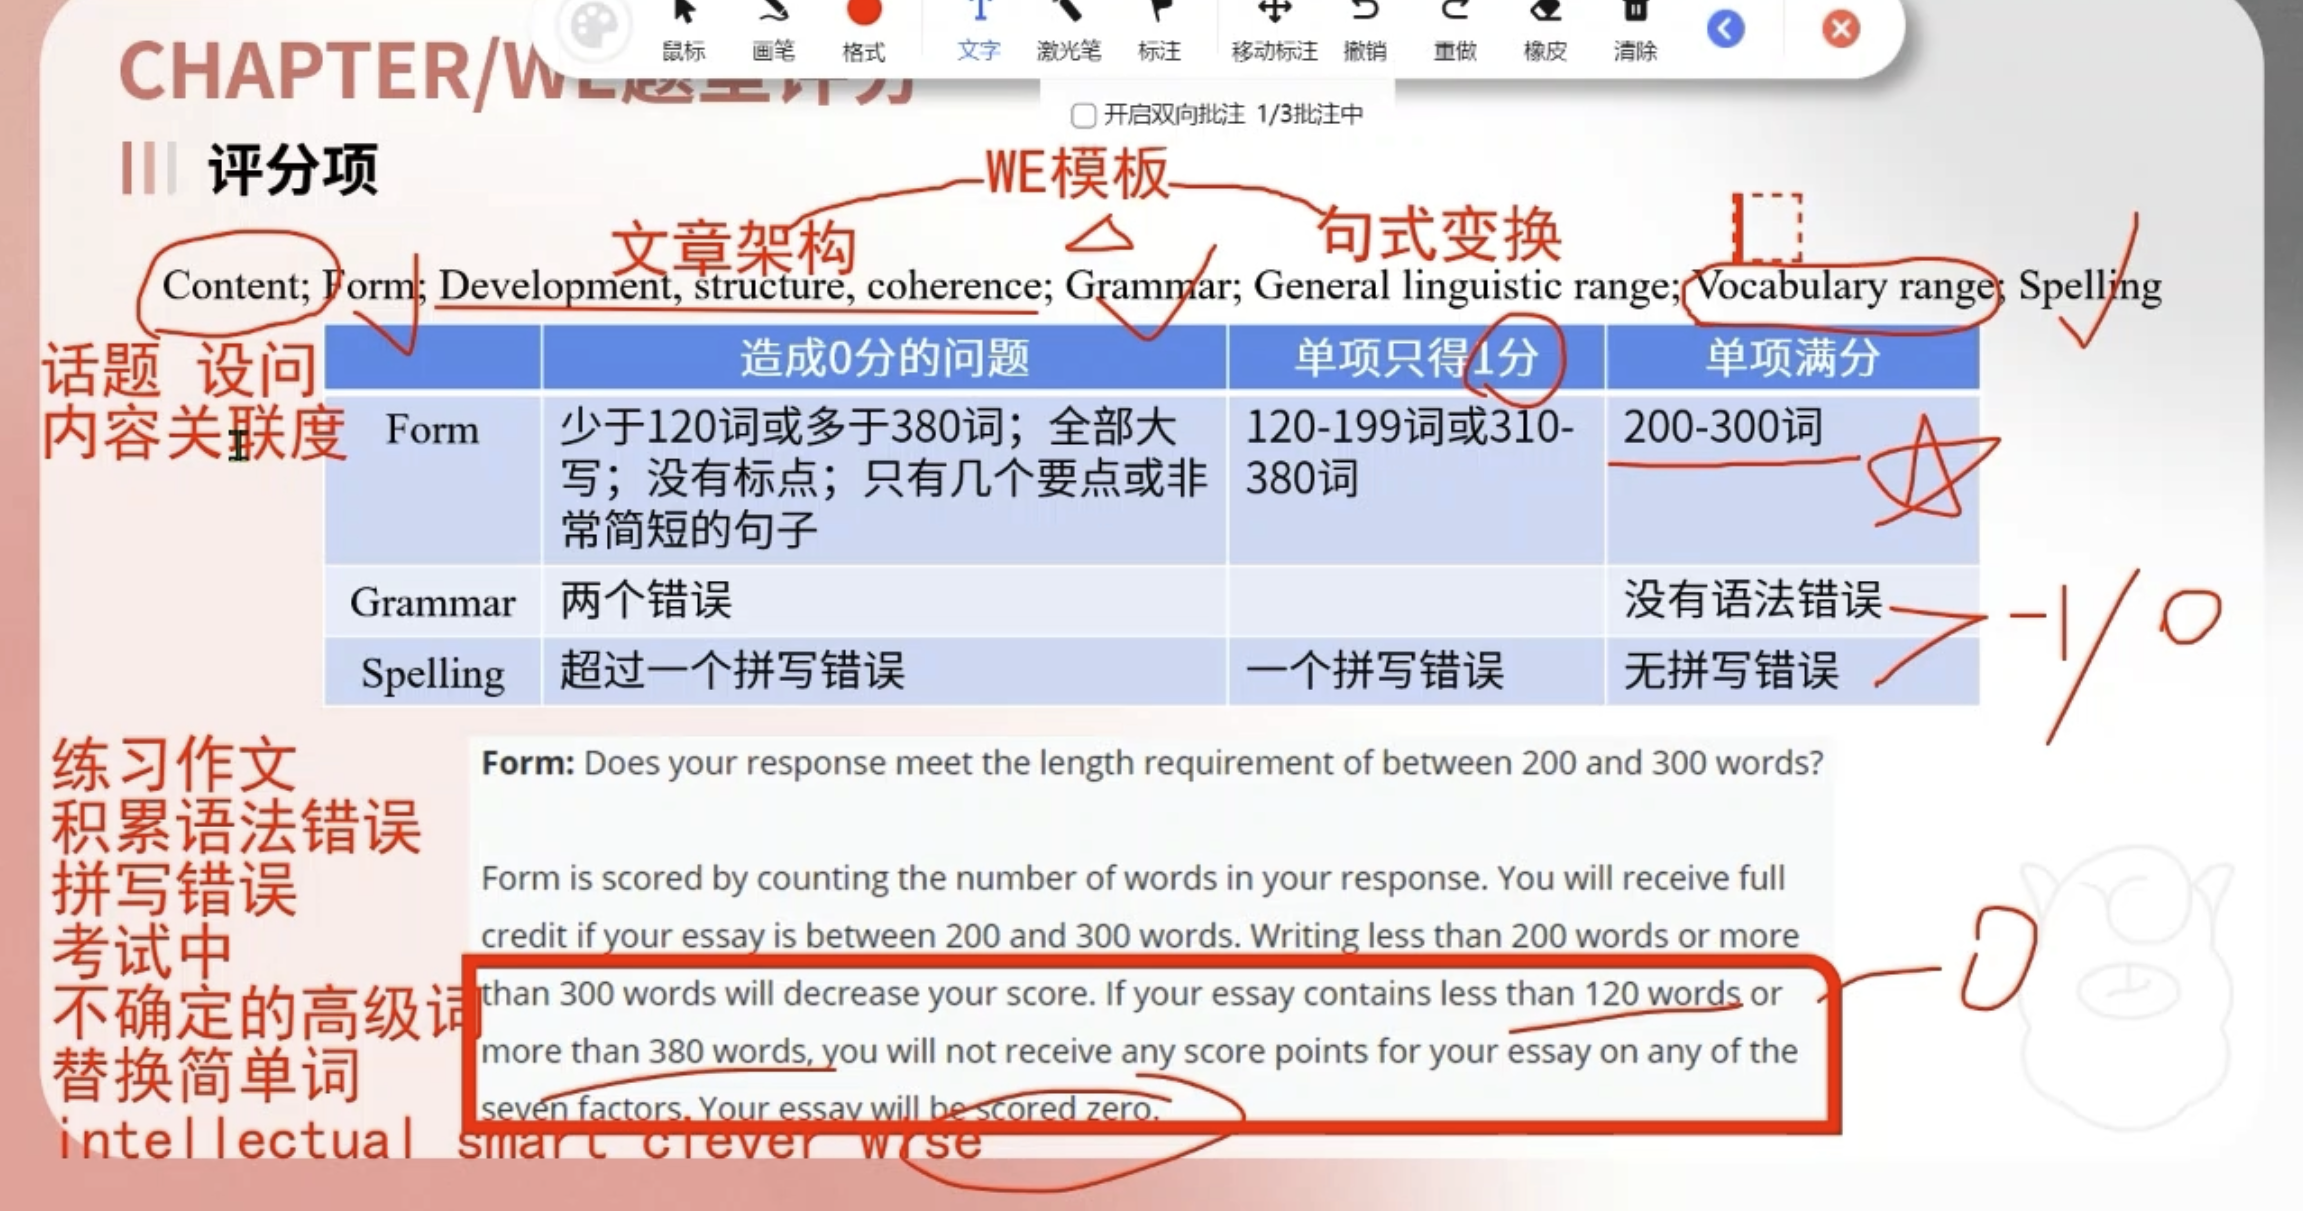 鼠标 画笔 格式 文字 激光笔 标注 移动标注 撤销 重做 橡皮 清除
CHAPTER/WE题型评分
开启双向批注 1/3批注中
评分项
WE模板
文章架构 句式变换
Content; Form; Development, structure, coherence; Grammar; General linguistic range; Vocabulary range; Spelling
话题 设问
内容关联度
造成0分的问题 单项只得1分 单项满分
Form 少于120词或多于380词；全部大 120-199词或310- 200-300词
写；没有标点；只有几个要点或非 380词
常简短的句子
Grammar 两个错误 没有语法错误 -1/0
Spelling 超过一个拼写错误 一个拼写错误 无拼写错误
练习作文
积累语法错误
拼写错误
考试中
不确定的高级词
替换简单词
intellectual smart clever wise
Form: Does your response meet the length requirement of between 200 and 300 words?
Form is scored by counting the number of words in your response. You will receive full
credit if your essay is between 200 and 300 words. Writing less than 200 words or more
than 300 words will decrease your score. If your essay contains less than 120 words or
more than 380 words, you will not receive any score points for your essay on any of the
seven factors. Your essay will be scored zero.
0